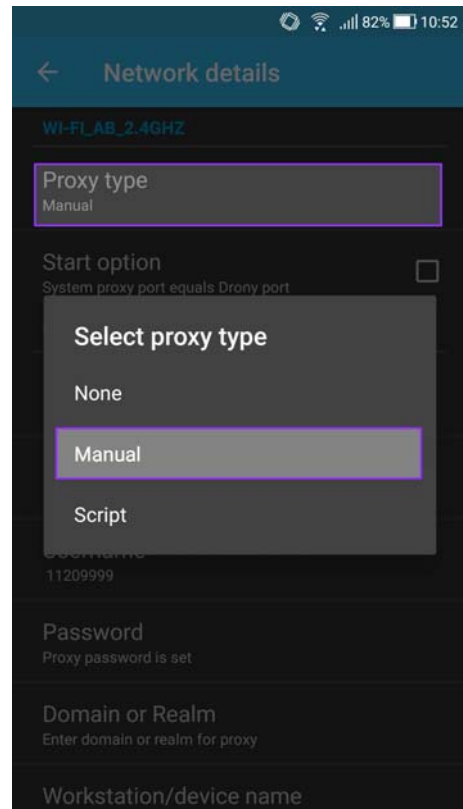 82% 10:52
Network details
WI-FI_AB_2.4GHZ
Proxy type
Manual
Start option
System proxy port equals Drony port
Select proxy type
None
Manual
Script
Username
11209999
Password
Proxy password is set
Domain or Realm
Enter domain or realm for proxy
Workstation/device name